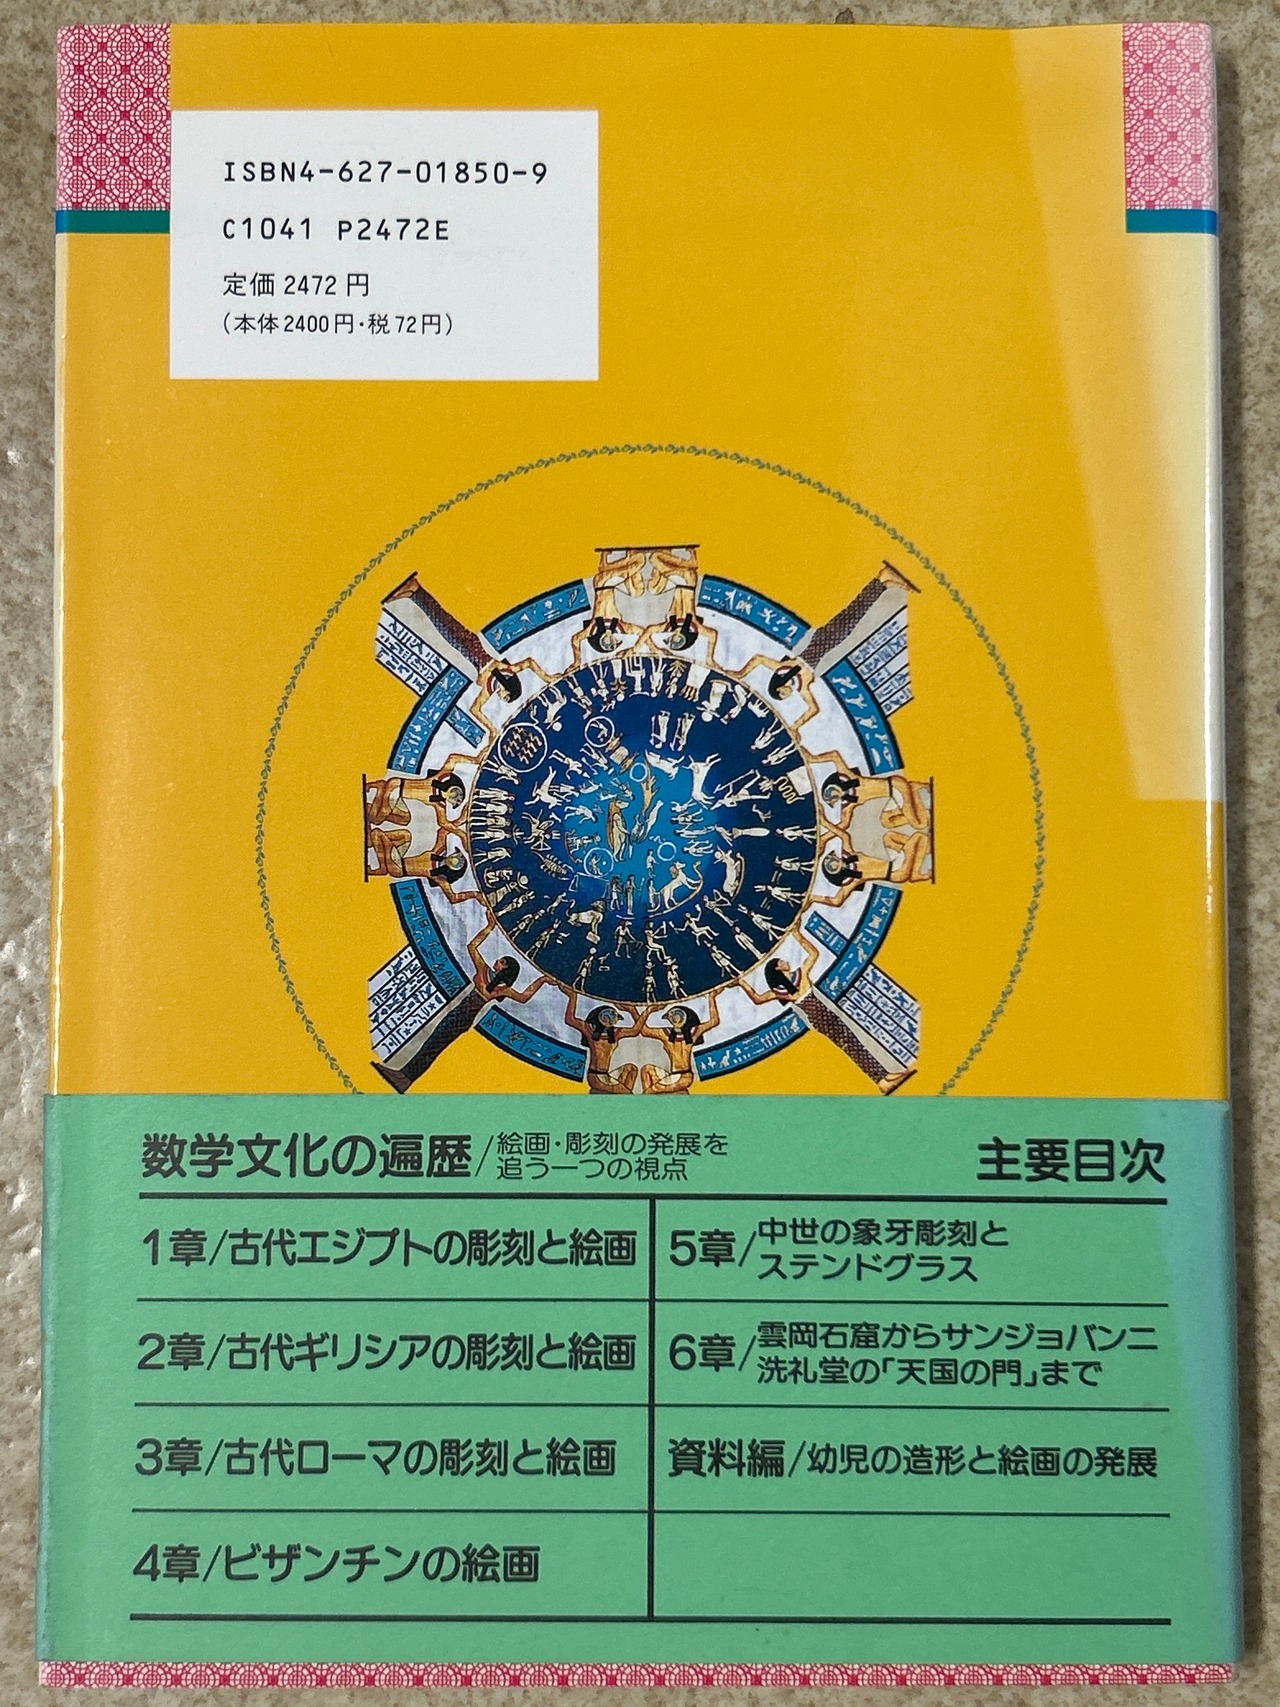 ISBN4-627-01850-9
C1041 P2472E
定価 2472 円
(本体2400円・税72円)
数学文化の遍歴/絵画・彫刻の発展を
追う一つの視点
主要目次
1章/古代エジプトの彫刻と絵画
2章/古代ギリシアの彫刻と絵画
3章/古代ローマの彫刻と絵画
4章/ビザンチンの絵画
5章/中世の象牙彫刻と
ステンドグラス
6章/雲岡石窟からサンジョバンニ
洗礼堂の「天国の門」まで
資料編/幼児の造形と絵画の発展